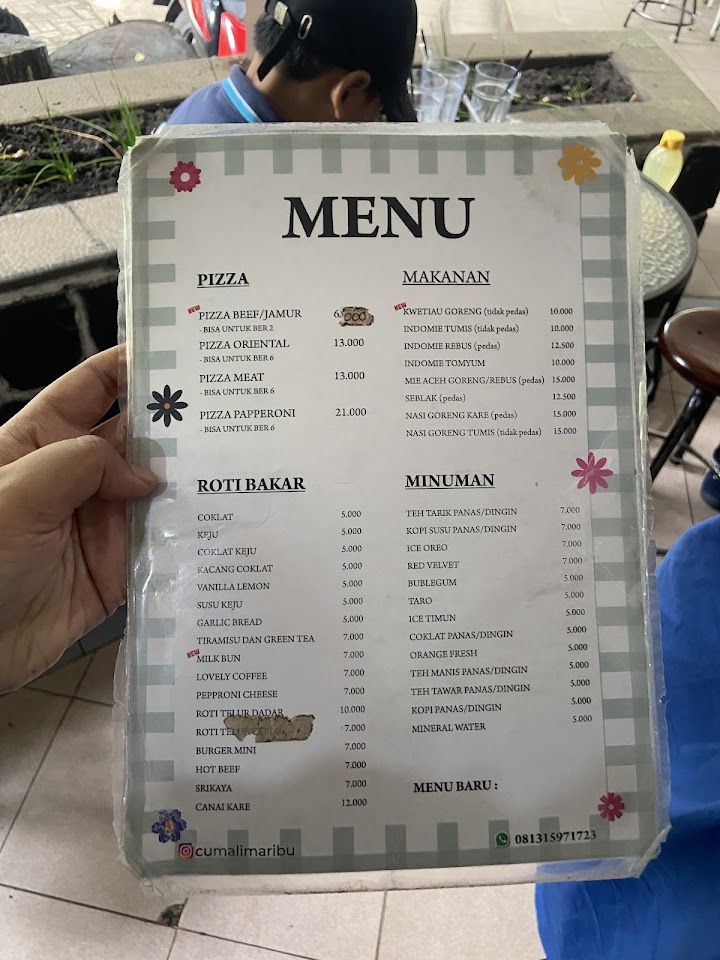 MENU
PIZZA
NEW
PIZZA BEEF/JAMUR 6.000
- BISA UNTUK BER 2
PIZZA ORIENTAL 13.000
- BISA UNTUK BER 6
PIZZA MEAT 13.000
- BISA UNTUK BER 6
PIZZA PAPPERONI 21.000
- BISA UNTUK BER 6
MAKANAN
NEW
KWETIAU GORENG (tidak pedas) 10.000
INDOMIE TUMIS (tidak pedas) 10.000
INDOMIE REBUS (pedas) 12.500
INDOMIE TOMYUM 10.000
MIE ACEH GORENG/REBUS (pedas) 15.000
SEBLAK (pedas) 12.500
NASI GORENG KARE (pedas) 15.000
NASI GORENG TUMIS (tidak pedas) 15.000
ROTI BAKAR
COKLAT 5.000
KEJU 5.000
COKLAT KEJU 5.000
KACANG COKLAT 5.000
VANILLA LEMON 5.000
SUSU KEJU 5.000
GARLIC BREAD 5.000
TIRAMISU DAN GREEN TEA 7.000
NEW
MILK BUN 7.000
LOVELY COFFEE 7.000
PEPPRONI CHEESE 7.000
ROTI TELUR DADAR 10.000
ROTI 7.000
BURGER MINI 7.000
HOT BEEF 7.000
SRIKAYA 7.000
CANAI KARE 12.000
MINUMAN
TEH TARIK PANAS/DINGIN 7.000
KOPI SUSU PANAS/DINGIN 7.000
ICE OREO 7.000
RED VELVET 7.000
BUBLEGUM 5.000
TARO 5.000
ICE TIMUN 5.000
COKLAT PANAS/DINGIN 5.000
ORANGE FRESH 5.000
TEH MANIS PANAS/DINGIN 5.000
TEH TAWAR PANAS/DINGIN 5.000
KOPI PANAS/DINGIN 5.000
MINERAL WATER 5.000
MENU BARU :
cumalimaribu
081315971723